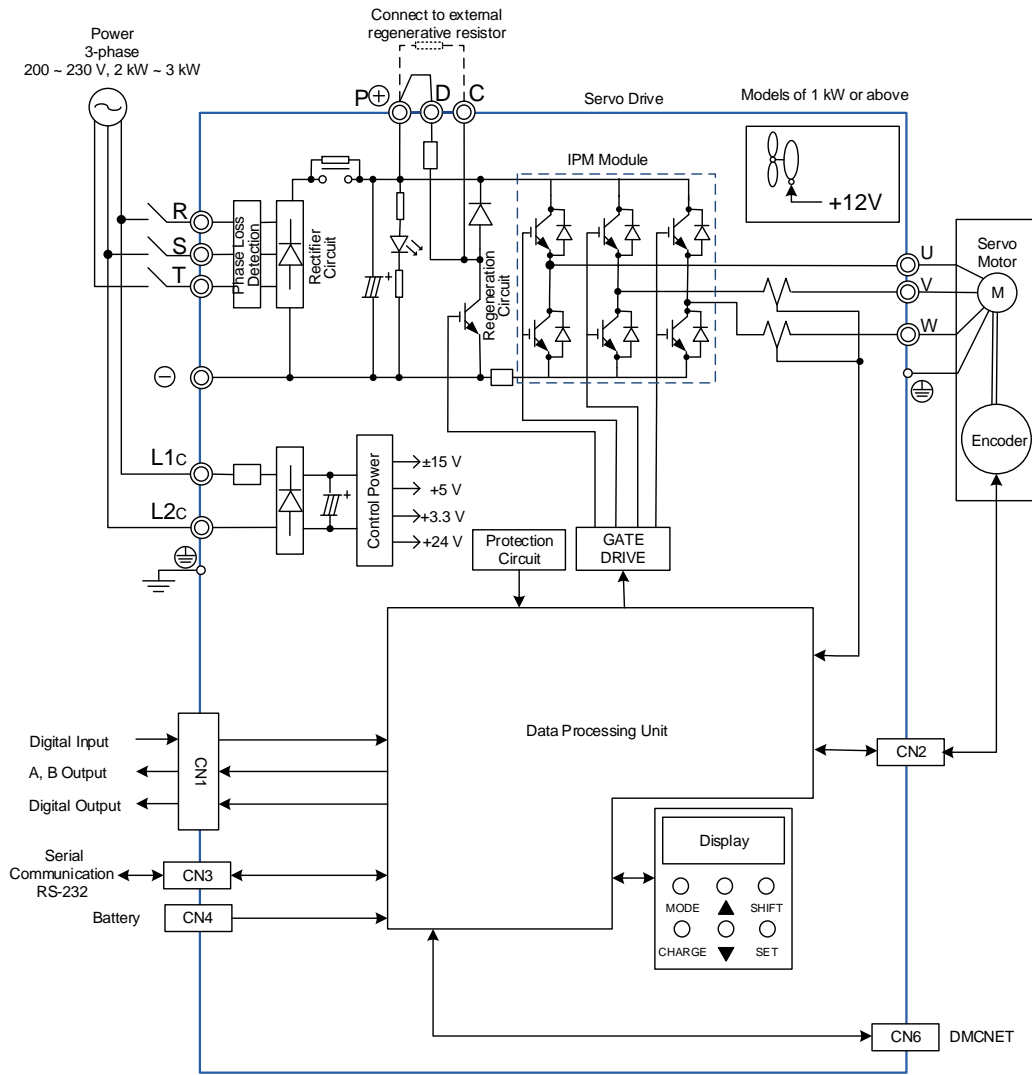 Connect to external
regenerative resistor
Power
3-phase
200 ~ 230 V, 2 kW ~ 3 kW
P⊕
D
C
Servo Drive
Models of 1 kW or above
IPM Module
+12V
R
S
T
Phase Loss
Detection
Rectifier
Circuit
Regeneration
Circuit
U
V
W
Servo
Motor
M
Encoder
L1C
L2C
Control Power
±15 V
+5 V
+3.3 V
+24 V
Protection
Circuit
GATE
DRIVE
Data Processing Unit
Digital Input
A, B Output
Digital Output
CN1
CN2
Serial
Communication
RS-232
CN3
Battery
CN4
Display
MODE ▲ SHIFT
CHARGE ▼ SET
CN6
DMCNET